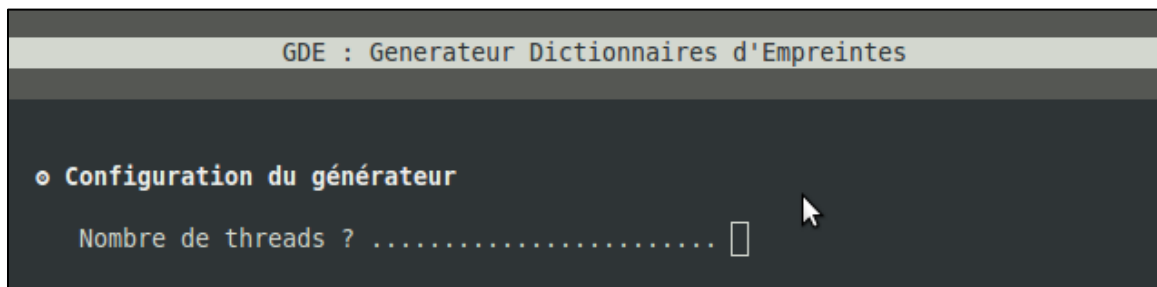 GDE : Generateur Dictionnaires d'Empreintes
⚙ Configuration du générateur
Nombre de threads ? ........................